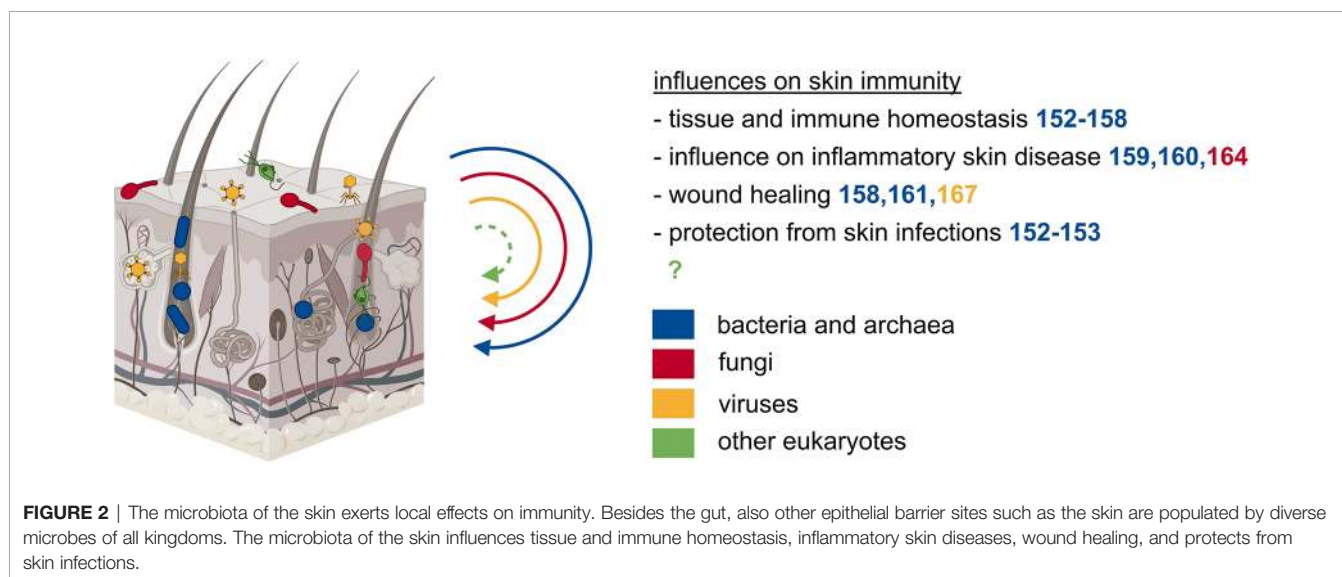 influences on skin immunity
- tissue and immune homeostasis 152-158
- influence on inflammatory skin disease 159,160,164
- wound healing 158,161,167
- protection from skin infections 152-153
?
bacteria and archaea
fungi
viruses
other eukaryotes
FIGURE 2 | The microbiota of the skin exerts local effects on immunity. Besides the gut, also other epithelial barrier sites such as the skin are populated by diverse
microbes of all kingdoms. The microbiota of the skin influences tissue and immune homeostasis, inflammatory skin diseases, wound healing, and protects from
skin infections.